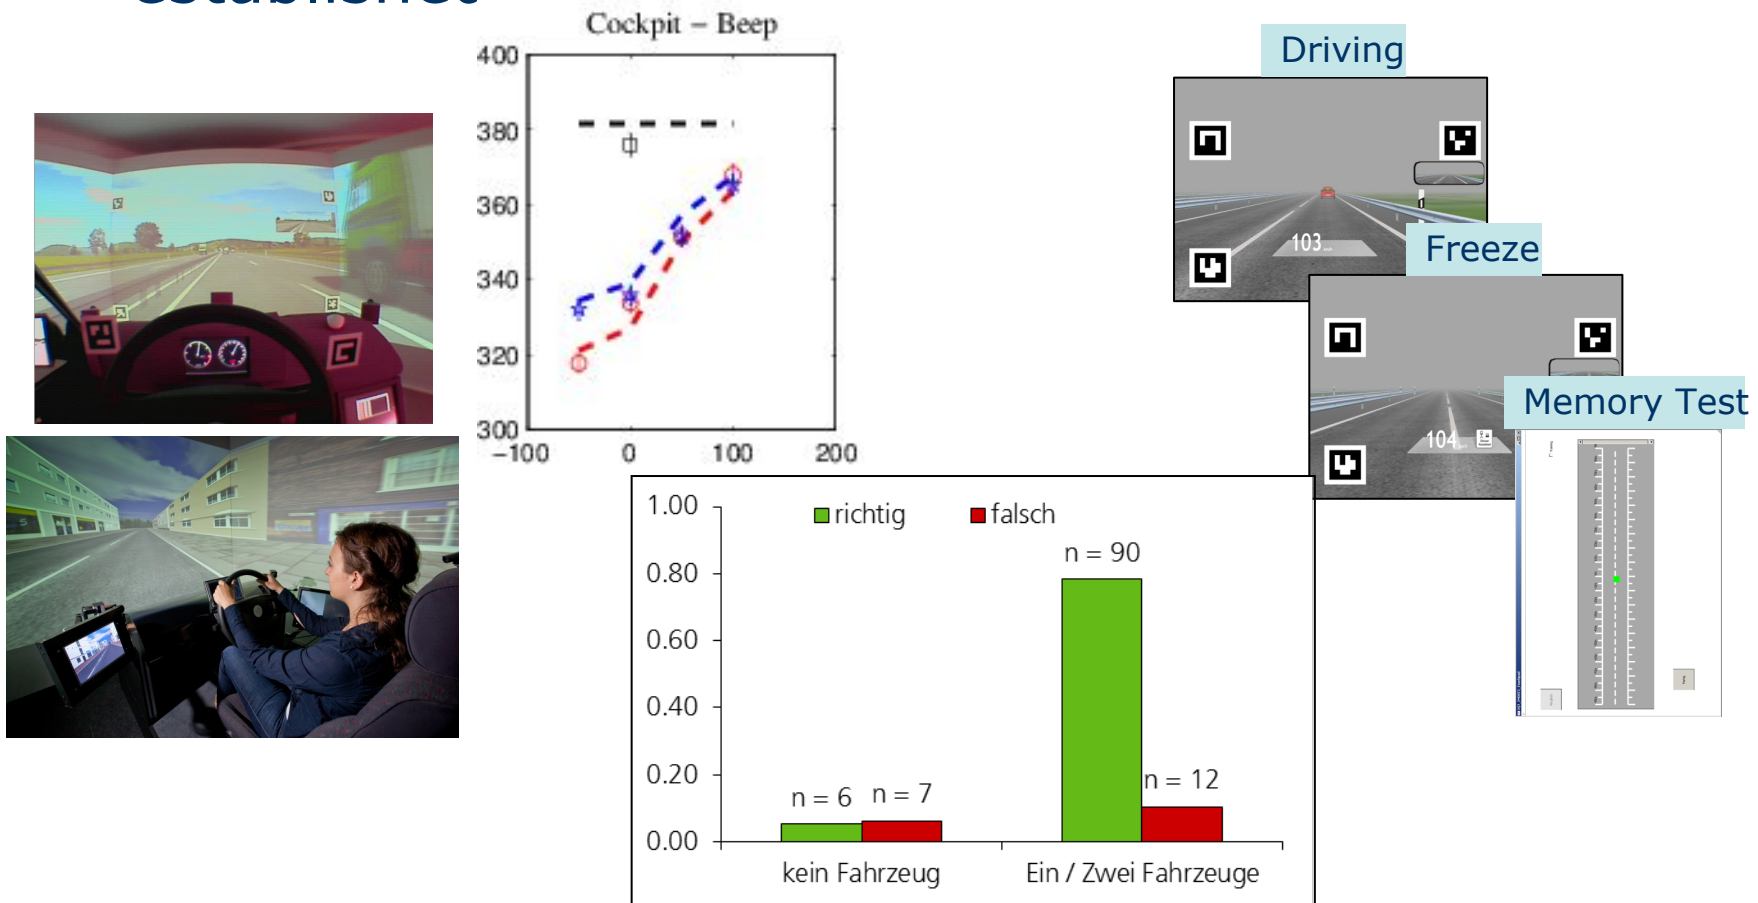 Cockpit – Beep
400
380
360
340
320
300
−100 0 100 200
Driving
103
Freeze
104
Memory Test
1.00
0.80
0.60
0.40
0.20
0.00
richtig falsch
n = 6 n = 7
n = 90
n = 12
kein Fahrzeug Ein / Zwei Fahrzeuge